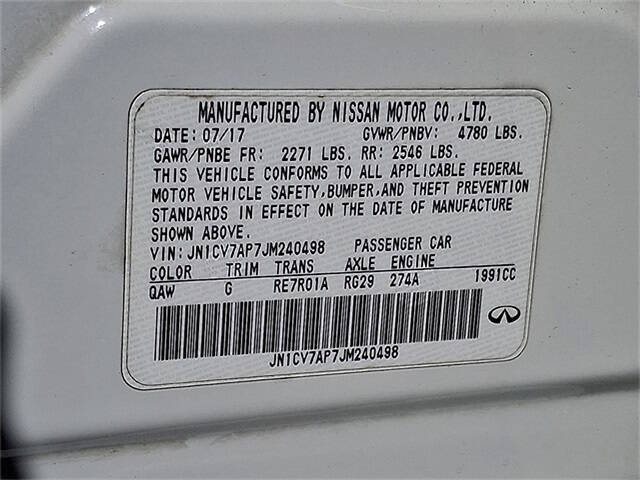 MANUFACTURED BY NISSAN MOTOR CO.,LTD.
DATE: 07/17 GVWR/PNBV: 4780 LBS.
GAWR/PNBE FR: 2271 LBS. RR: 2546 LBS.
THIS VEHICLE CONFORMS TO ALL APPLICABLE FEDERAL
MOTOR VEHICLE SAFETY,BUMPER,AND THEFT PREVENTION
STANDARDS IN EFFECT ON THE DATE OF MANUFACTURE
SHOWN ABOVE.
VIN: JN1CV7AP7JM240498 PASSENGER CAR
COLOR TRIM TRANS AXLE ENGINE
QAW G RE7R01A RG29 274A 1991CC
JN1CV7AP7JM240498